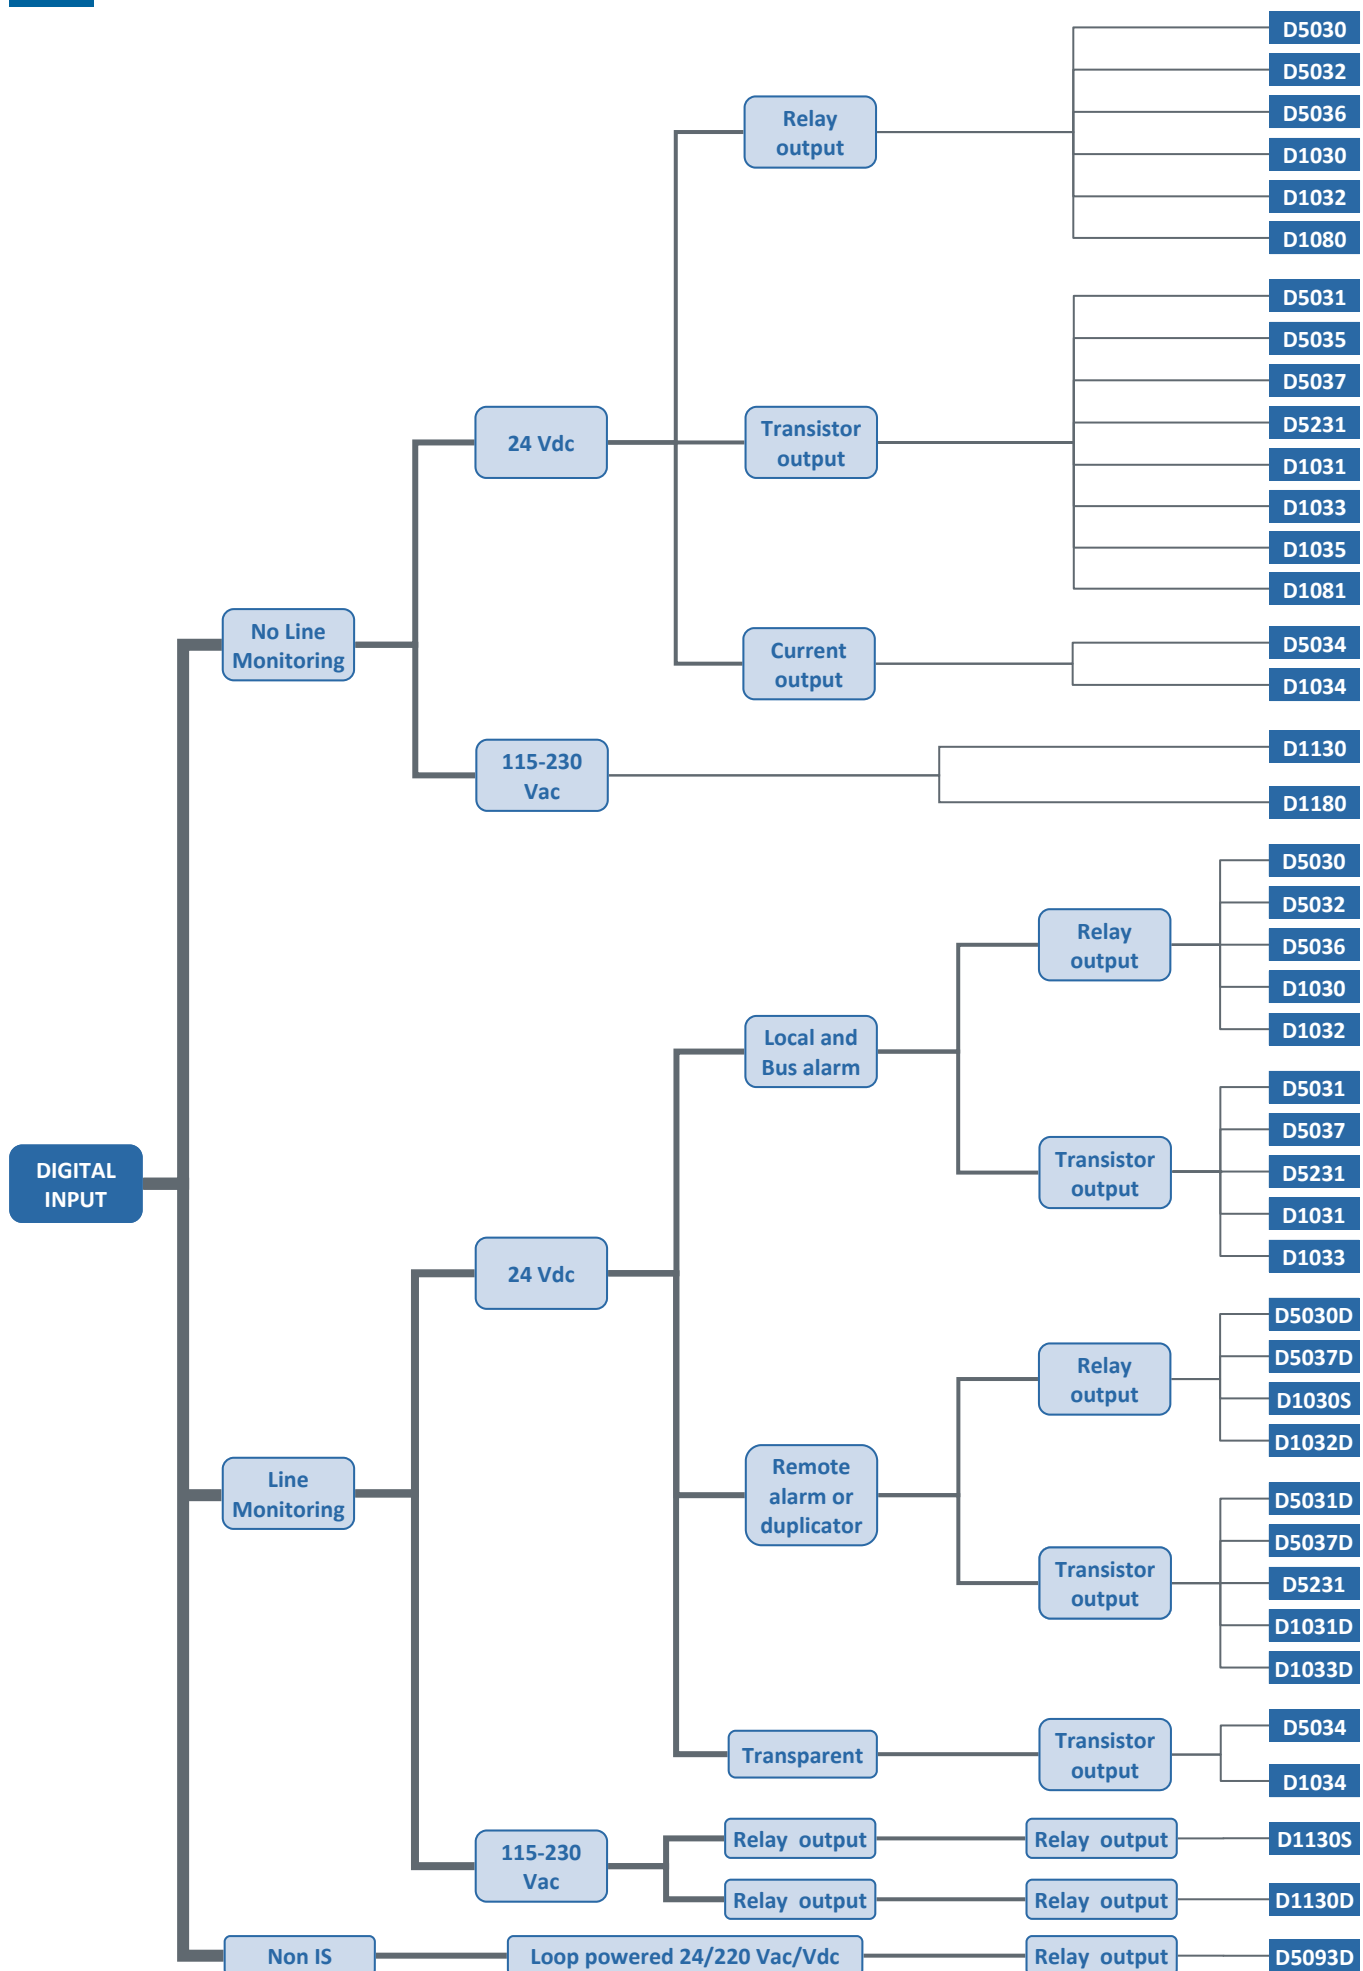 D5030
D5032
Relay
output
D5036
D1030
D1032
D1080
D5031
D5035
D5037
24 Vdc
Transistor
output
D5231
D1031
D1033
D1035
D1081
No Line
Monitoring
Current
output
D5034
D1034
115-230
Vac
D1130
D1180
D5030
D5032
Relay
output
D5036
D1030
D1032
Local and
Bus alarm
D5031
D5037
Transistor
output
D5231
D1031
D1033
DIGITAL
INPUT
24 Vdc
D5030D
D5037D
Relay
output
D1030S
D1032D
Line
Monitoring
Remote
alarm or
duplicator
D5031D
D5037D
Transistor
output
D5231
D1031D
D1033D
Transparent
Transistor
output
D5034
D1034
115-230
Vac
Relay output
Relay output
D1130S
Relay output
Relay output
D1130D
Non IS
Loop powered 24/220 Vac/Vdc
Relay output
D5093D